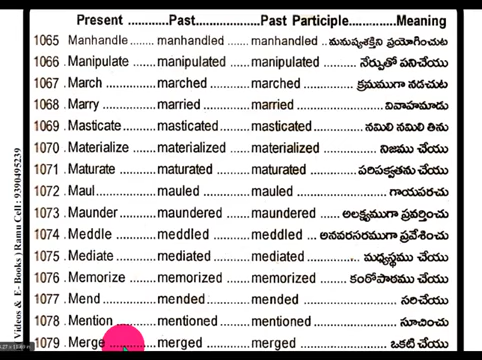 Present ............Past...................Past Participle..............Meaning
1065 Manhandle ....... manhandled ...... manhandled ..మనుష్యశక్తిని ప్రయోగించుట
1066 .Manipulate ...... manipulated ...... manipulated ....నేర్పుతో పనిచేయు
1067 .March ............. marched ........... marched ..........క్రమముగా నడచుట
1068 .Marry .............. married ............ married ......................వివాహమాడు
1069 .Masticate ........ masticated ....... masticated .........నమిలి నమిలి తిను
1070 .Materialize ...... materialized ..... materialized ................నిజము చేయు
1071 .Maturate ......... maturated ........ maturated ..........పరిపక్వతను చేయు
1072 .Maul ............... mauled ............ mauled ......................గాయపరచు
1073 .Maunder ......... maundered ....... maundered ..అలక్ష్యముగా ప్రవర్తించు
1074 .Meddle ........... meddled .......... meddled ..అనవరసరముగా ప్రవేశించు
1075 .Mediate .......... mediated ......... mediated .........మధ్యస్థము చేయు
1076 .Memorize ....... memorized ....... memorized .......కంఠోపాఠము చేయు
1077 .Mend .............. mended ........... mended .......................సరిచేయు
1078 .Mention .......... mentioned ........ mentioned ...................సూచించు
1079 .Merge ............ merged ............ merged .....................ఒకటి చేయు
Videos & E- Books ) Ramu Cell : 9390495239